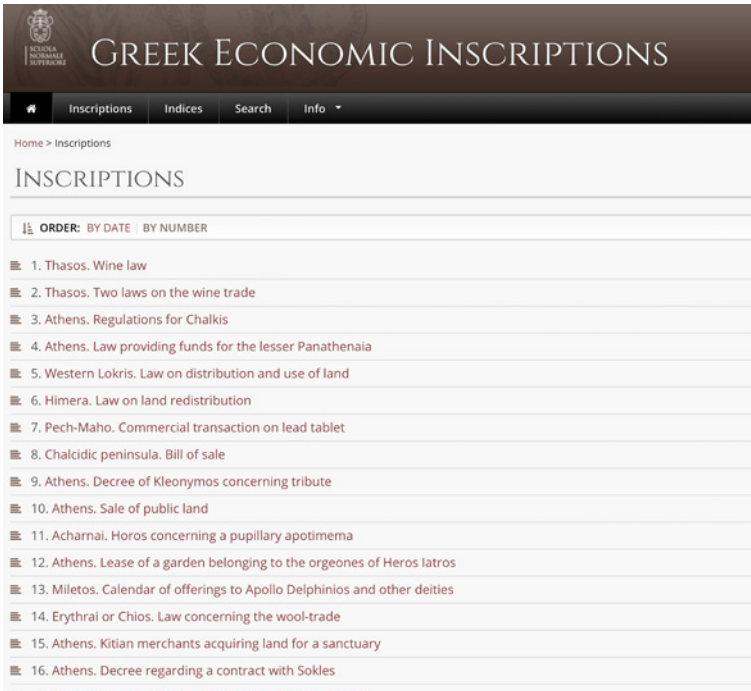 SCUOLA
NORMALE
SUPERIORE
GREEK ECONOMIC INSCRIPTIONS
Inscriptions Indices Search Info
Home > Inscriptions
INSCRIPTIONS
ORDER: BY DATE | BY NUMBER
1. Thasos. Wine law
2. Thasos. Two laws on the wine trade
3. Athens. Regulations for Chalkis
4. Athens. Law providing funds for the lesser Panathenaia
5. Western Lokris. Law on distribution and use of land
6. Himera. Law on land redistribution
7. Pech-Maho. Commercial transaction on lead tablet
8. Chalcidic peninsula. Bill of sale
9. Athens. Decree of Kleonymos concerning tribute
10. Athens. Sale of public land
11. Acharnai. Horos concerning a pupillary apotimema
12. Athens. Lease of a garden belonging to the orgeones of Heros Iatros
13. Miletos. Calendar of offerings to Apollo Delphinios and other deities
14. Erythrai or Chios. Law concerning the wool-trade
15. Athens. Kitian merchants acquiring land for a sanctuary
16. Athens. Decree regarding a contract with Sokles